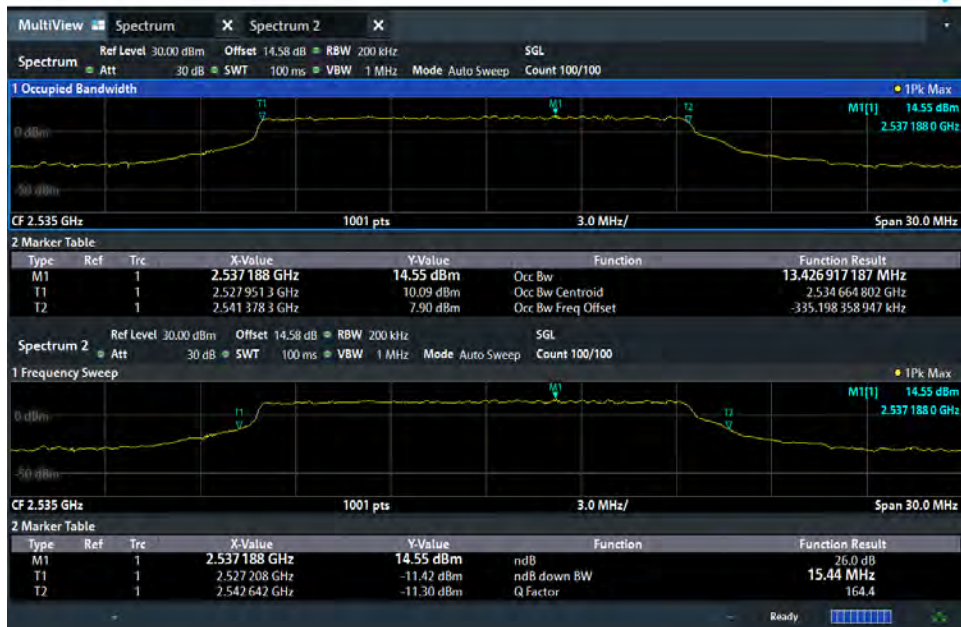 MultiView Spectrum X Spectrum 2 X
Ref Level 30.00 dBm Offset 14.58 dB RBW 200 kHz SGL
Spectrum Att 30 dB SWT 100 ms VBW 1 MHz Mode Auto Sweep Count 100/100
1 Occupied Bandwidth 1Pk Max
T1 M1 T2 M1[1] 14.55 dBm
2.537 188 0 GHz
0 dBm
-50 dBm
CF 2.535 GHz 1001 pts 3.0 MHz/ Span 30.0 MHz
2 Marker Table
Type Ref Trc X-Value Y-Value Function Function Result
M1 1 2.537 188 GHz 14.55 dBm Occ Bw 13.426 917 187 MHz
T1 1 2.527 951 3 GHz 10.09 dBm Occ Bw Centroid 2.534 664 802 GHz
T2 1 2.541 378 3 GHz 7.90 dBm Occ Bw Freq Offset -335.198 358 947 kHz
Ref Level 30.00 dBm Offset 14.58 dB RBW 200 kHz SGL
Spectrum 2 Att 30 dB SWT 100 ms VBW 1 MHz Mode Auto Sweep Count 100/100
1 Frequency Sweep 1Pk Max
M1 M1[1] 14.55 dBm
2.537 188 0 GHz
0 dBm T1 T2
-50 dBm
CF 2.535 GHz 1001 pts 3.0 MHz/ Span 30.0 MHz
2 Marker Table
Type Ref Trc X-Value Y-Value Function Function Result
M1 1 2.537 188 GHz 14.55 dBm ndB 26.0 dB
T1 1 2.527 208 GHz -11.42 dBm ndB down BW 15.44 MHz
T2 1 2.542 642 GHz -11.30 dBm Q Factor 164.4
Ready